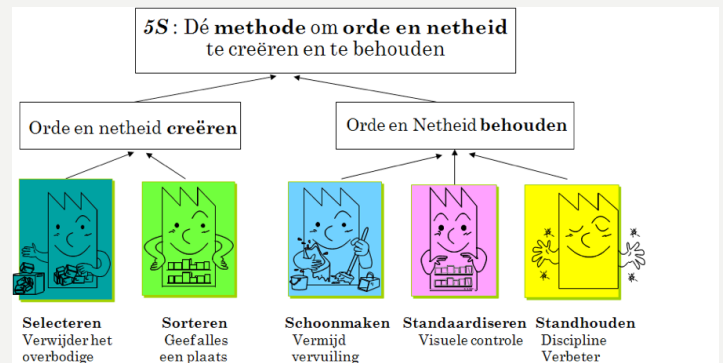 5S : Dé methode om orde en netheid
te creëren en te behouden
Orde en netheid creëren
Orde en Netheid behouden
Selecteren
Verwijder het
overbodige
Sorteren
Geef alles
een plaats
Schoonmaken
Vermijd
vervuiling
Standaardiseren
Visuele controle
Standhouden
Discipline
Verbeter